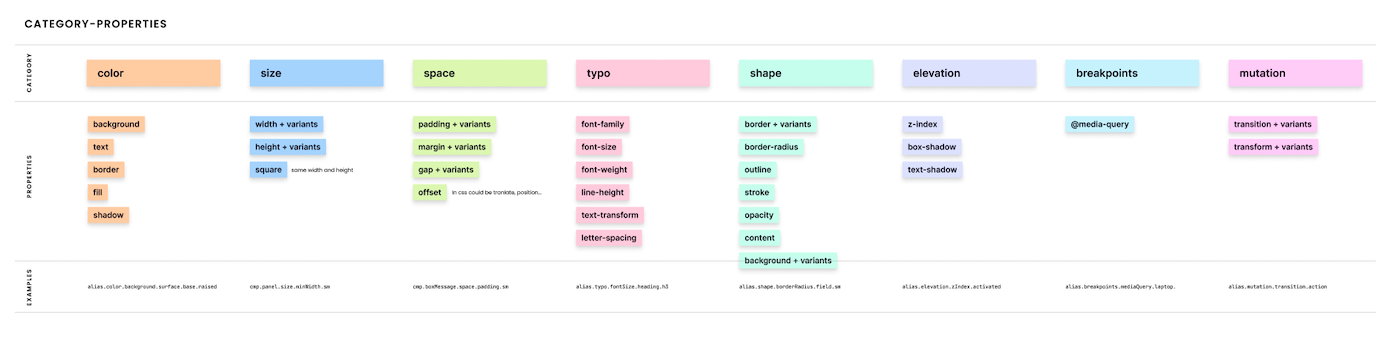 CATEGORY-PROPERTIES
CATEGORY
color
size
space
typo
shape
elevation
breakpoints
mutation
PROPERTIES
background
text
border
fill
shadow
width + variants
height + variants
square same width and height
padding + variants
margin + variants
gap + variants
offset in css could be tranlate, position...
font-family
font-size
font-weight
line-height
text-transform
letter-spacing
border + variants
border-radius
outline
stroke
opacity
content
background + variants
z-index
box-shadow
text-shadow
@media-query
transition + variants
transform + variants
EXAMPLES
alias.color.background.surface.base.raised
cmp.panel.size.minWidth.sm
cmp.boxMessage.space.padding.sm
alias.typo.fontSize.heading.h3
alias.shape.borderRadius.field.sm
alias.elevation.zIndex.activated
alias.breakpoints.mediaQuery.laptop.
alias.mutation.transition.action